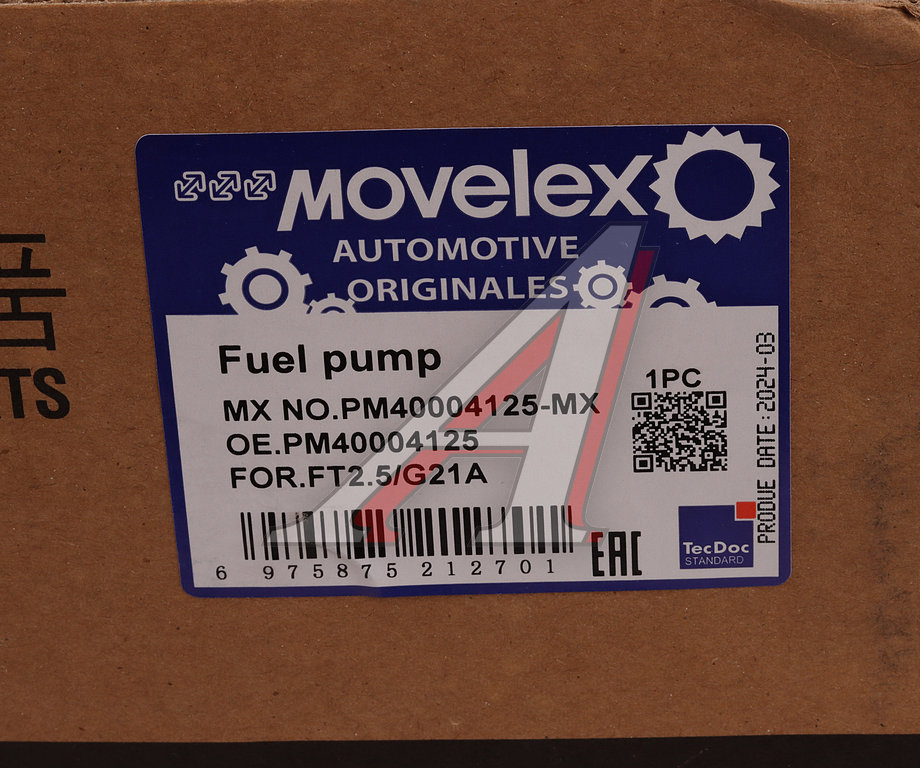 MOVELEX
AUTOMOTIVE
ORIGINALES
Fuel pump
MX NO.PM40004125-MX
OE.PM40004125
FOR.FT2.5/G21A
1PC
PRODUE DATE:2024-03
6 975875 212701
EAC
TecDoc
STANDARD
TS